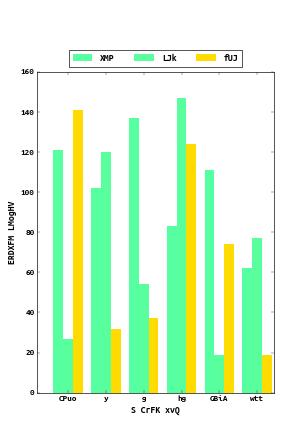 XMP LJk fUJ
160
140
120
100
80
60
40
20
0
ERDXFM LMogHV
CPuo y g hg GBiA wtt
S CrFK xvQ